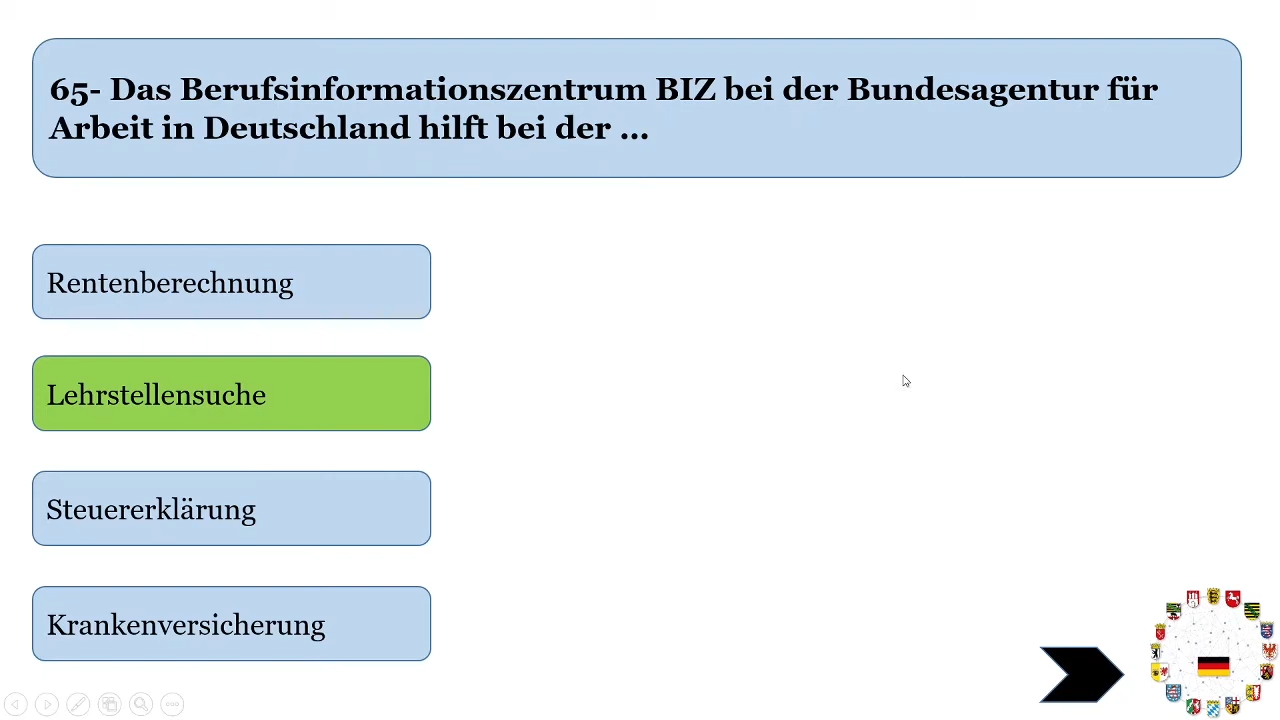 65- Das Berufsinformationszentrum BIZ bei der Bundesagentur für
Arbeit in Deutschland hilft bei der ...
Rentenberechnung
Lehrstellensuche
Steuererklärung
Krankenversicherung